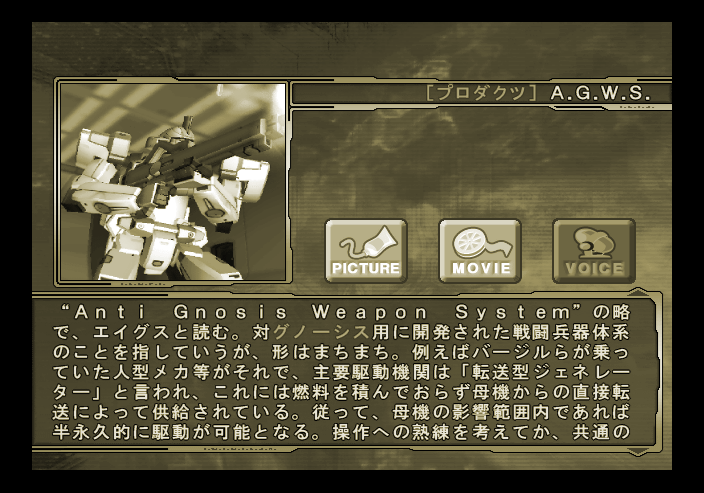 [プロダクツ] A.G.W.S.
PICTURE
MOVIE
VOICE
“Anti Gnosis Weapon System”の略
で、エイグスと読む。対グノーシス用に開発された戦闘兵器体系
のことを指していうが、形はまちまち。例えばバージルらが乗っ
ていた人型メカ等がそれで、主要駆動機関は「転送型ジェネレー
ター」と言われ、これには燃料を積んでおらず母機からの直接転
送によって供給されている。従って、母機の影響範囲内であれば
半永久的に駆動が可能となる。操作への熟練を考えてか、共通の